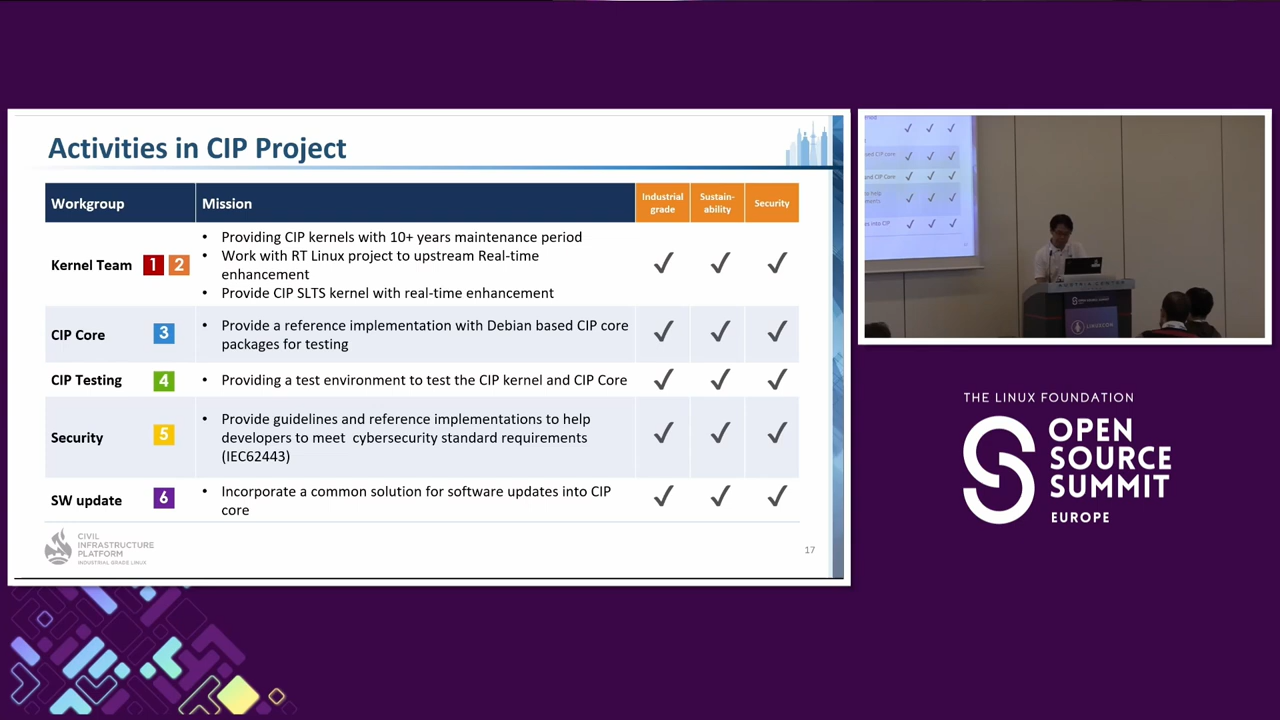 Activities in CIP Project
Workgroup
Mission
Industrial
grade
Sustain-
ability
Security
Kernel Team 1 2
• Providing CIP kernels with 10+ years maintenance period
• Work with RT Linux project to upstream Real-time
enhancement
• Provide CIP SLTS kernel with real-time enhancement
✓ ✓ ✓
CIP Core 3
• Provide a reference implementation with Debian based CIP core
packages for testing
✓ ✓ ✓
CIP Testing 4
• Providing a test environment to test the CIP kernel and CIP Core
✓ ✓ ✓
Security 5
• Provide guidelines and reference implementations to help
developers to meet cybersecurity standard requirements
(IEC62443)
✓ ✓ ✓
SW update 6
• Incorporate a common solution for software updates into CIP
core
✓ ✓ ✓
CIVIL
INFRASTRUCTURE
PLATFORM
INDUSTRIAL GRADE LINUX
17
AUSTRIA CENTER
LINUXCON
THE LINUX FOUNDATION
OPEN
SOURCE
SUMMIT
EUROPE